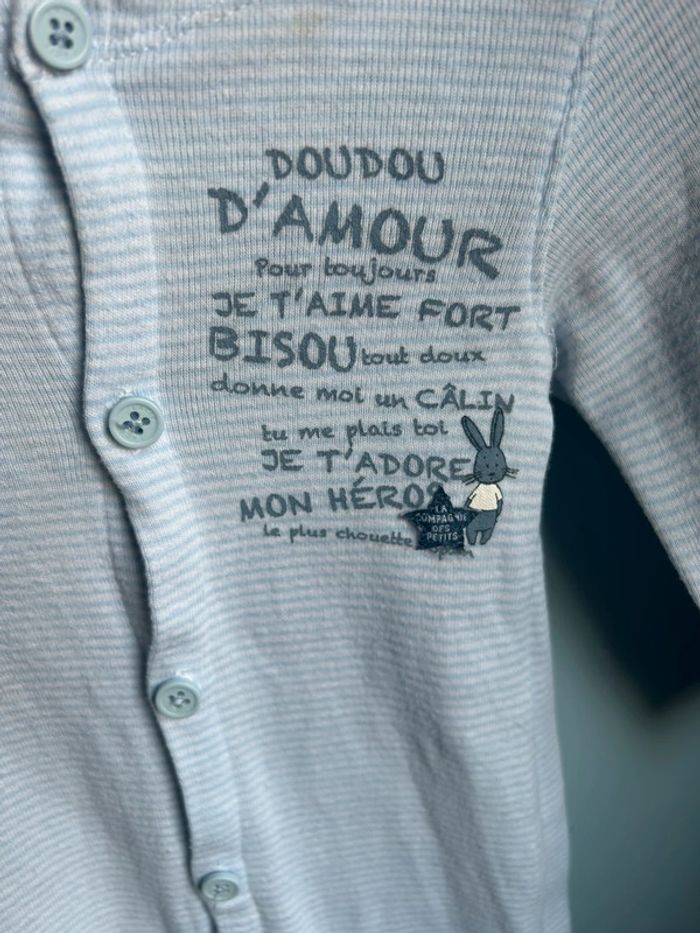 DOUDOU
D'AMOUR
Pour toujours
JE T'AIME FORT
BISOU tout doux
donne moi un CÂLIN
tu me plais toi
JE T'ADORE
MON HÉROS
le plus chouette
LA
COMPAGNIE
DES
PETITS